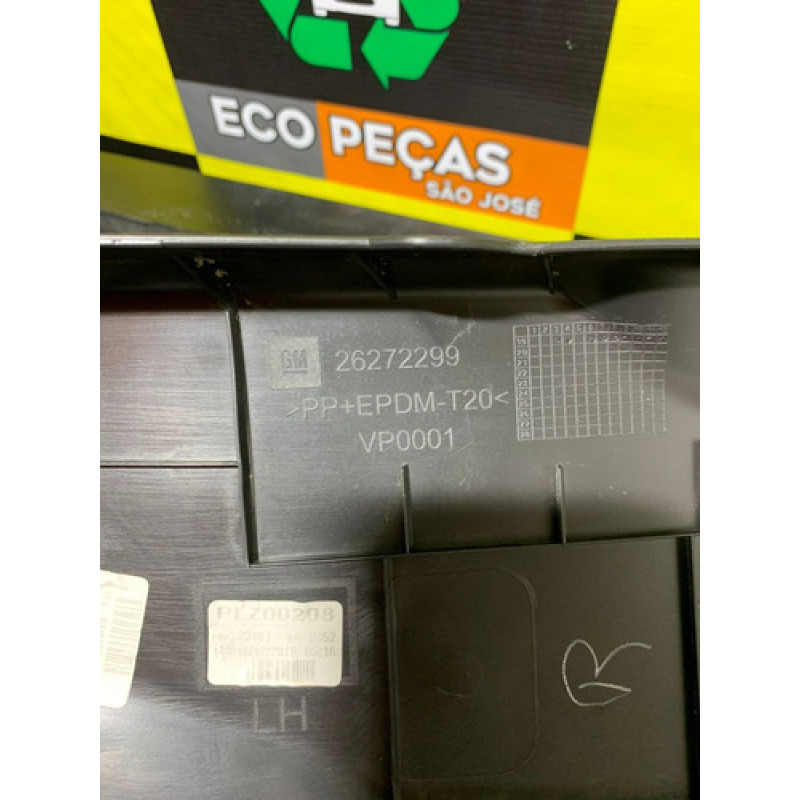 ECO PEÇAS
SÃO JOSÉ
GM 26272299
>PP+EPDM-T20<
VP0001
PLZ00208
LH
R